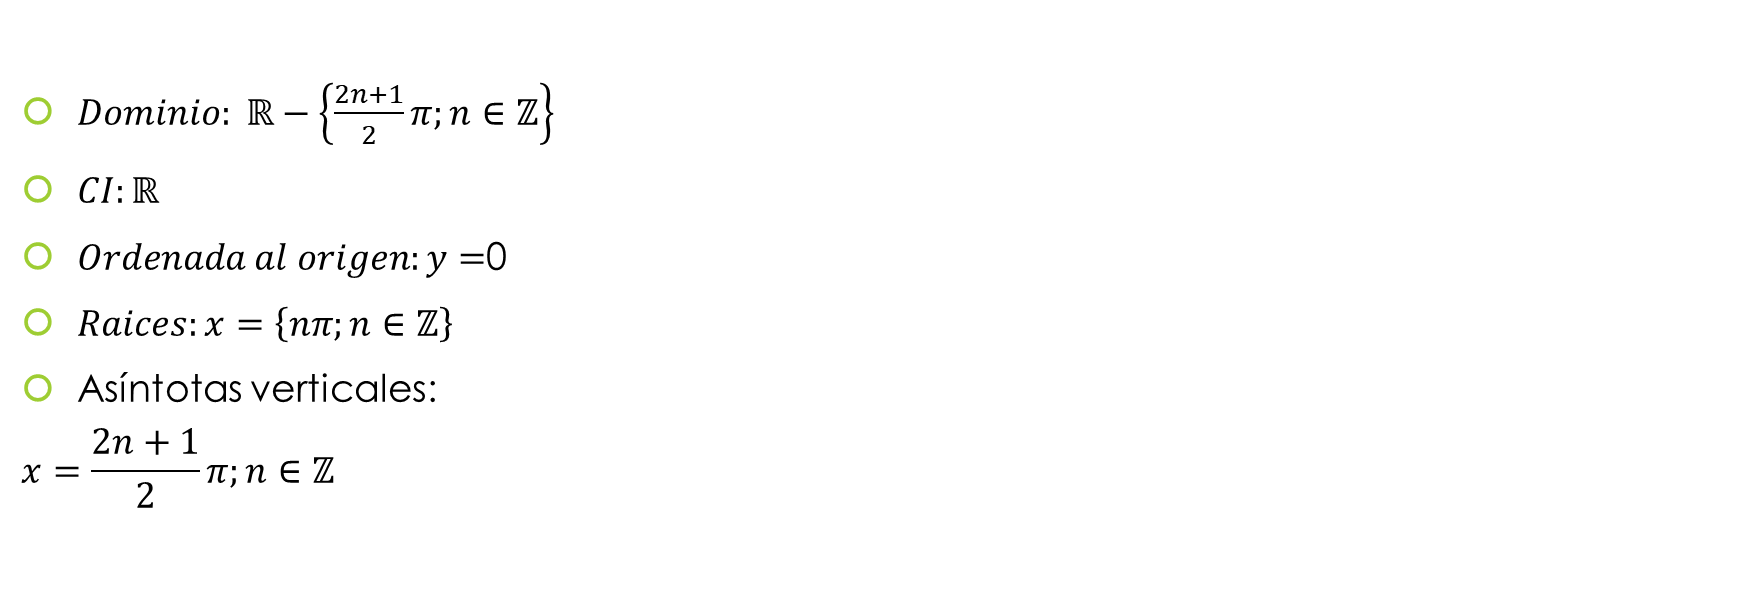 Dominio: ℝ − {(2n+1)/2 π; n ∈ ℤ}
CI: ℝ
Ordenada al origen: y =0
Raices: x = {nπ; n ∈ ℤ}
Asíntotas verticales:
x = (2n + 1)/2 π; n ∈ ℤ